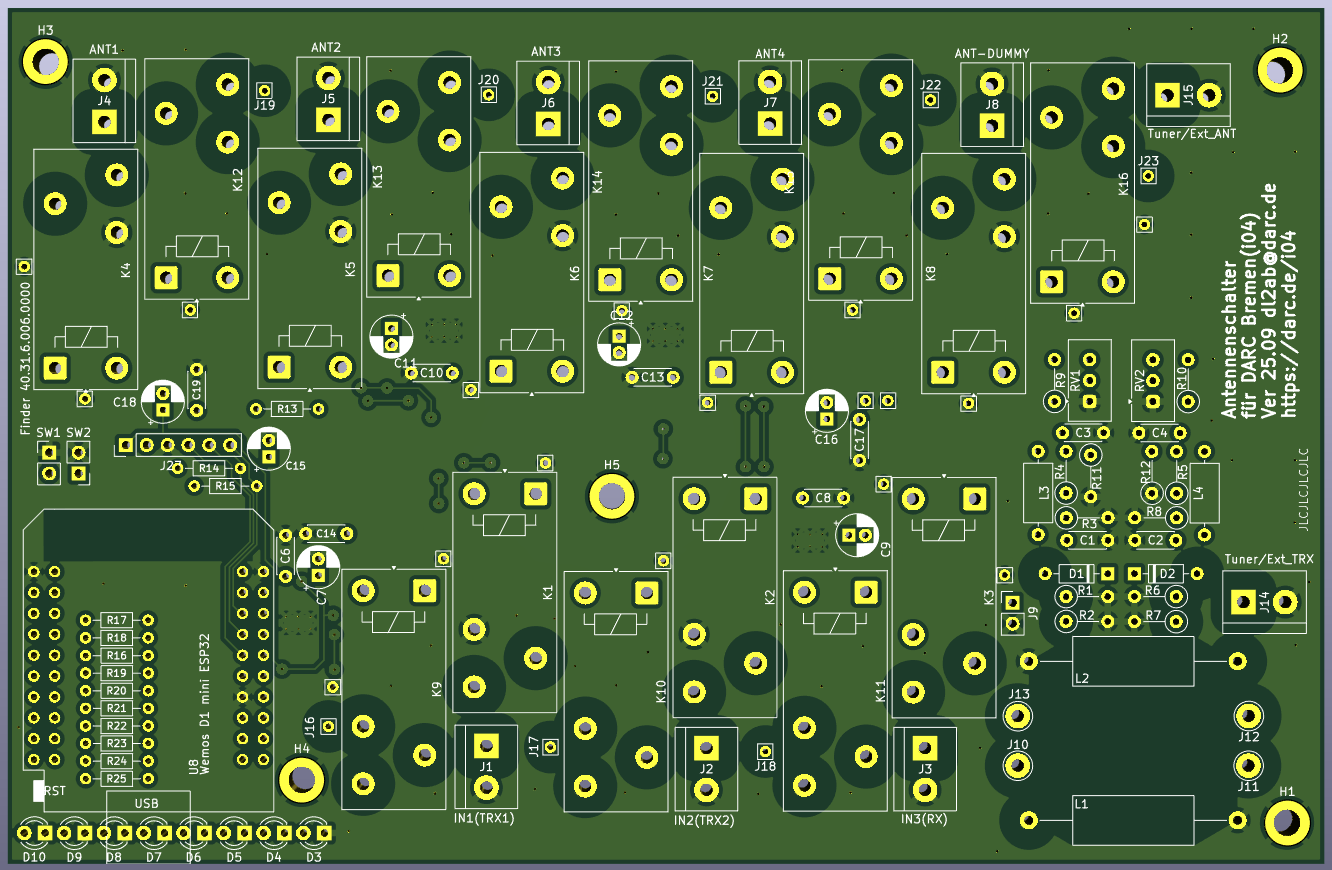 H3
ANT1
ANT2
ANT3
ANT4
ANT-DUMMY
H2
J4
J19
J5
J20
J6
J21
J7
J22
J8
J15
Tuner/Ext_ANT
J23
K12
K13
K14
K16
K4
K5
K6
K7
K8
Finder 40.31.6.006.0000
Antennenschalter
für DARC Bremen(i04)
Ver 25.09 dl2ab@darc.de
https://darc.de/i04
C11
C10
C13
C18
C19
R13
C16
C17
R9
RV1
RV2
R10
SW1
SW2
J2
R14
R15
C15
H5
C3
C4
R4
R11
R12
R5
L3
L4
R3
R8
C1
C2
JLCJLCJLCJLC
C8
C9
C6
C14
C7
K1
K2
K3
J9
D1
D2
R1
R6
R2
R7
Tuner/Ext_TRX
J14
R17
R18
R16
R19
R20
R21
R22
R23
R24
R25
U8
Wemos D1 mini ESP32
RST
USB
K9
K10
K11
J16
H4
J17
J18
J1
J2
J3
IN1(TRX1)
IN2(TRX2)
IN3(RX)
L2
J13
J12
J10
J11
L1
H1
D10
D9
D8
D7
D6
D5
D4
D3